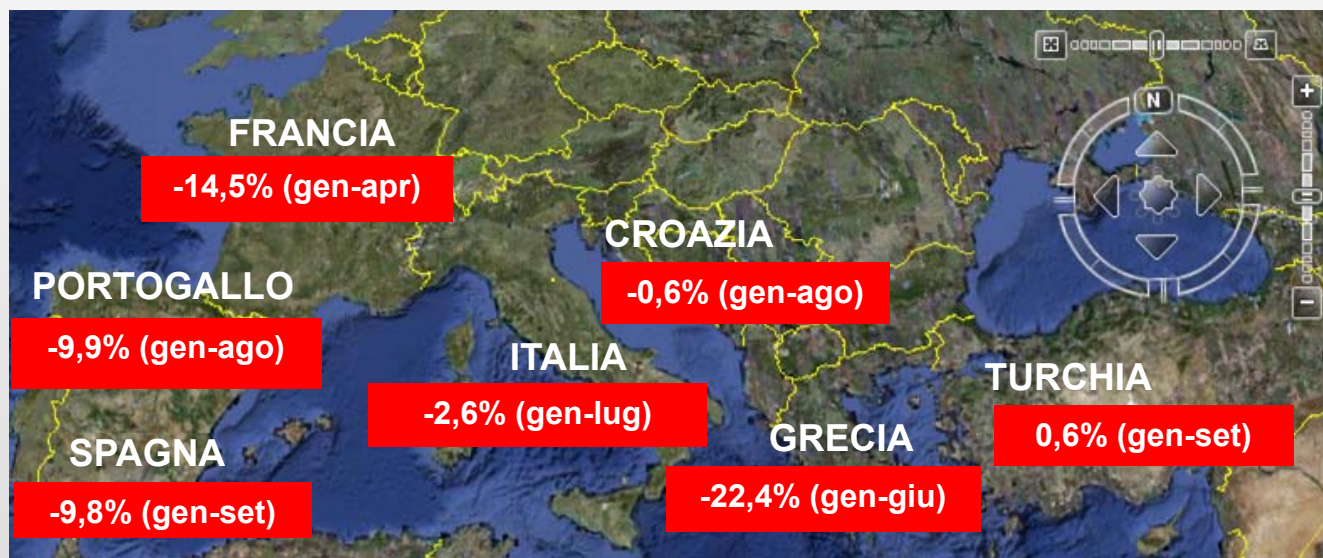 N
FRANCIA
-14,5% (gen-apr)
CROAZIA
-0,6% (gen-ago)
PORTOGALLO
-9,9% (gen-ago)
ITALIA
-2,6% (gen-lug)
TURCHIA
0,6% (gen-set)
GRECIA
-22,4% (gen-giu)
SPAGNA
-9,8% (gen-set)